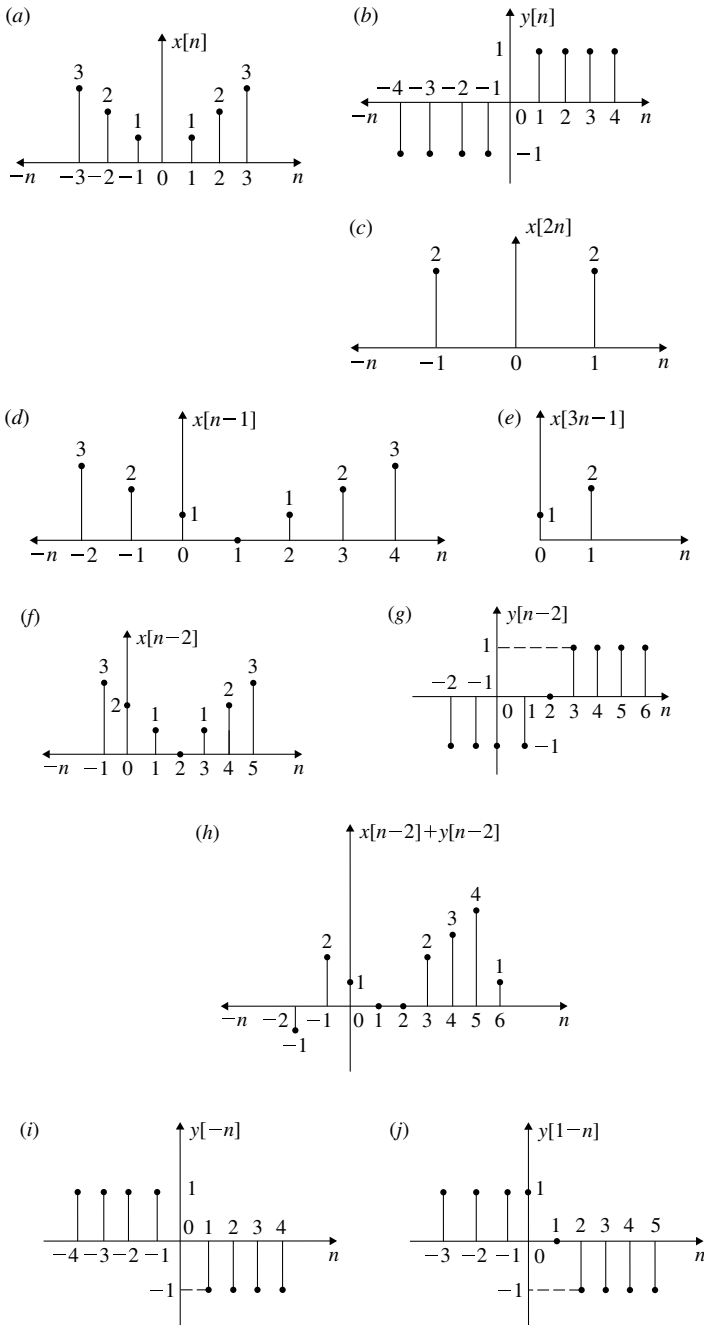 (a)
x[n]
3 3
2 2
1 1
−n −3 −2 −1 0 1 2 3 n
(b)
y[n]
1
−4 −3 −2 −1
−n 0 1 2 3 4 n
−1
(c)
x[2n]
2 2
−n −1 0 1 n
(d)
x[n−1]
3 3
2 2
1 1
−n −2 −1 0 1 2 3 4 n
(e)
x[3n−1]
2
1
0 1 n
(f)
x[n−2]
3 3
2 1 1 2
−n −1 0 1 2 3 4 5 n
(g)
y[n−2]
1
−2 −1
0 1 2 3 4 5 6 n
−1
(h)
x[n−2]+y[n−2]
4
3
2 2
1 1
−n −2 −1 0 1 2 3 4 5 6 n
−1
(i)
y[−n]
1
0 1 2 3 4
−4 −3 −2 −1 n
−1
(j)
y[1−n]
1
1 2 3 4 5
−3 −2 −1 0 n
−1